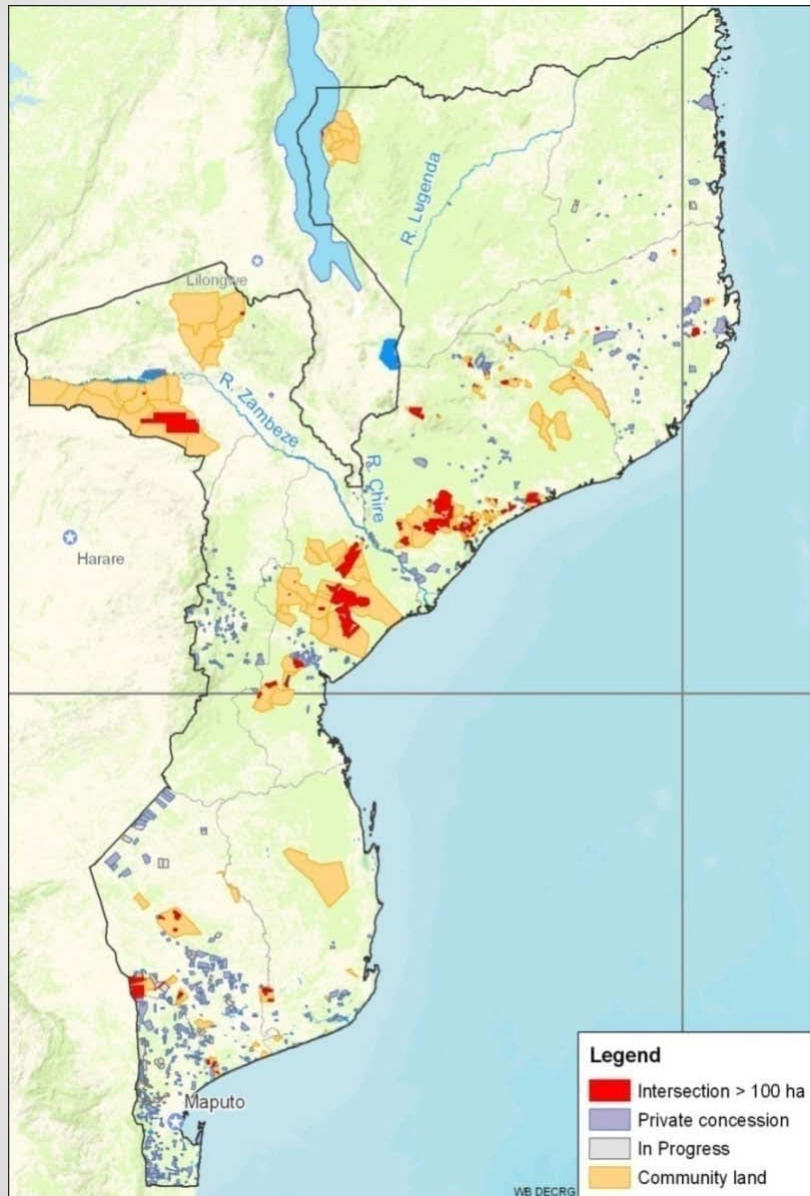 R. Lugenda
Lilongwe
R. Zambeze
R. Chire
Harare
Maputo
Legend
Intersection > 100 ha
Private concession
In Progress
Community land
WB DECRG